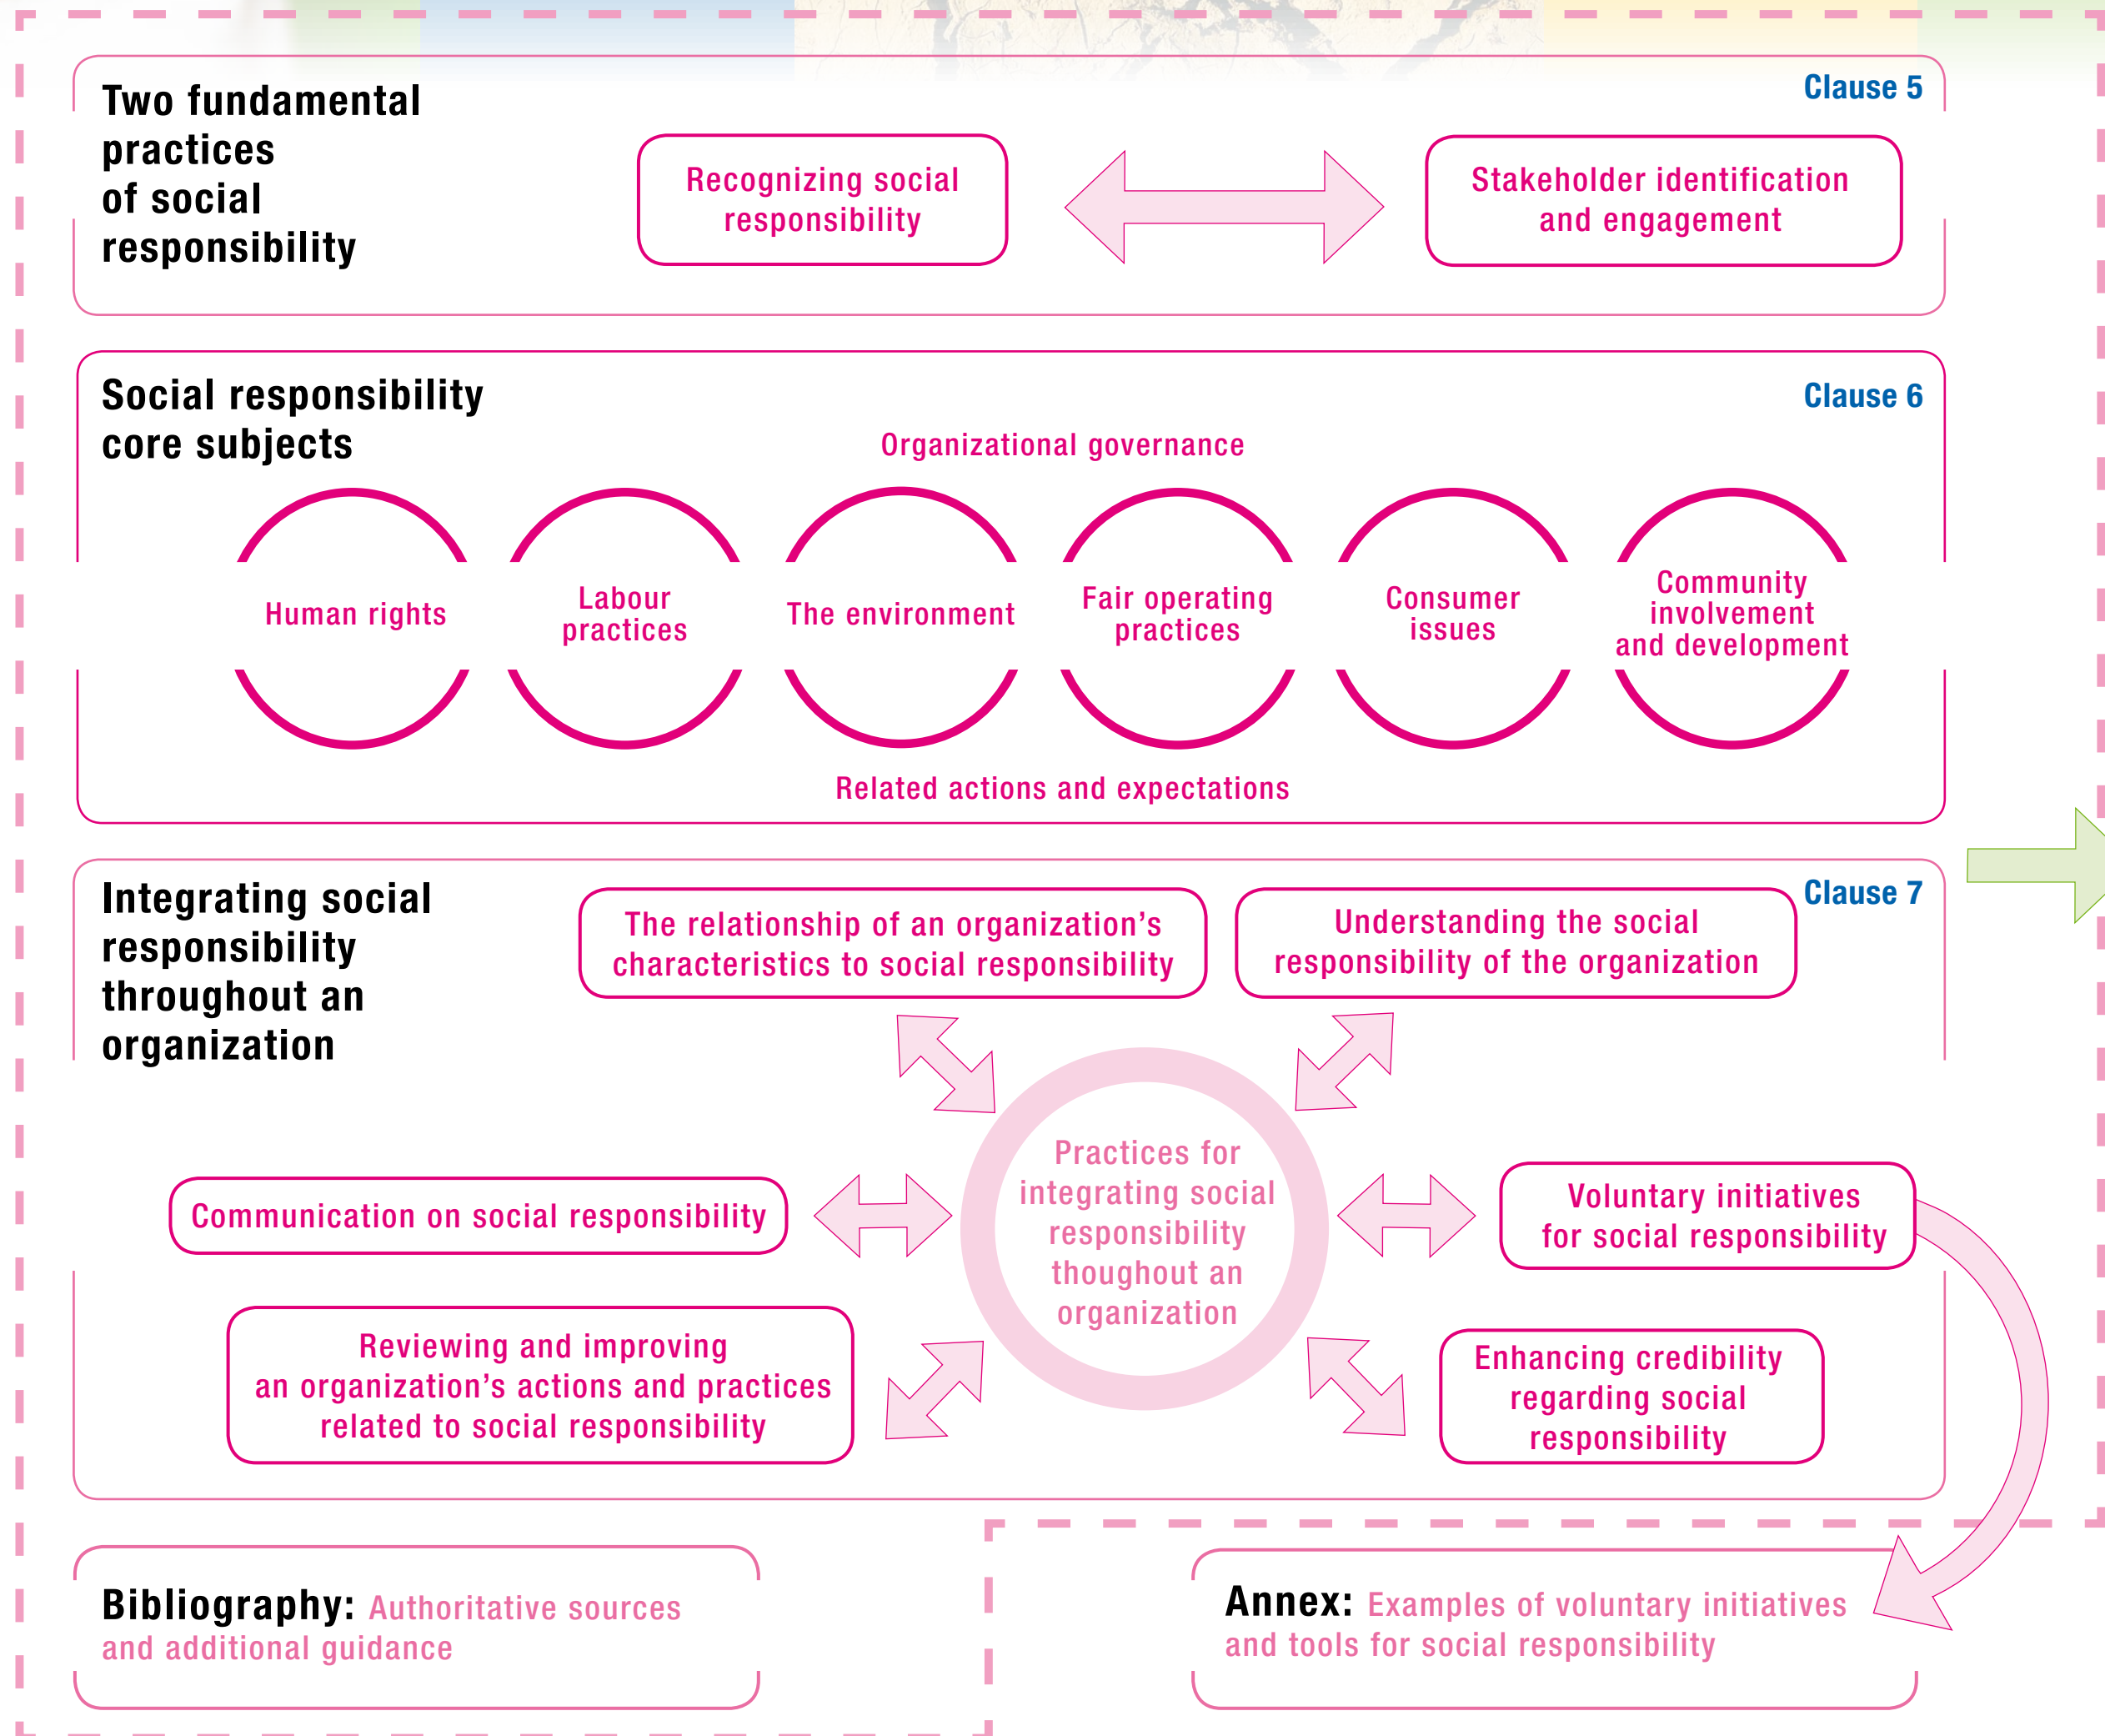 Two fundamental
practices
of social
responsibility
Clause 5
Recognizing social
responsibility
Stakeholder identification
and engagement
Social responsibility
core subjects
Clause 6
Organizational governance
Human rights
Labour
practices
The environment
Fair operating
practices
Consumer
issues
Community
involvement
and development
Related actions and expectations
Integrating social
responsibility
throughout an
organization
Clause 7
The relationship of an organization’s
characteristics to social responsibility
Understanding the social
responsibility of the organization
Practices for
integrating social
responsibility
thoughout an
organization
Communication on social responsibility
Voluntary initiatives
for social responsibility
Reviewing and improving
an organization’s actions and practices
related to social responsibility
Enhancing credibility
regarding social
responsibility
Bibliography: Authoritative sources
and additional guidance
Annex: Examples of voluntary initiatives
and tools for social responsibility